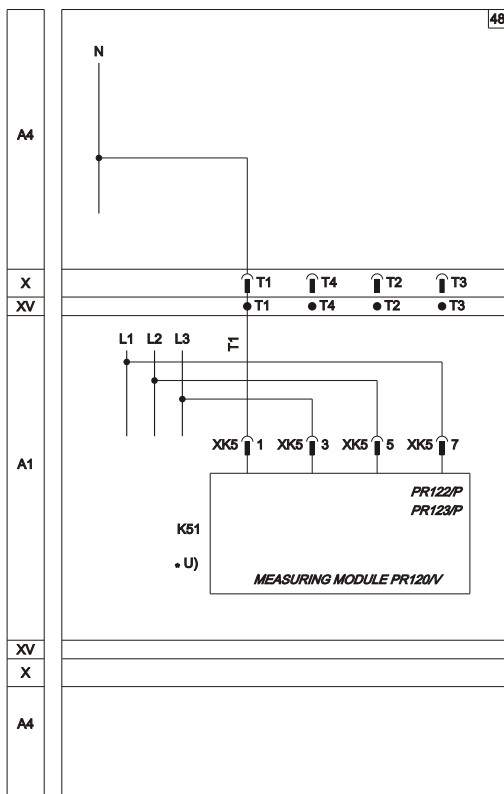 48
N
A4
X
T1 T4 T2 T3
XV
T1 T4 T2 T3
L1 L2 L3
T1
XK5 1 XK5 3 XK5 5 XK5 7
A1
PR122/P
PR123/P
K51
* U)
MEASURING MODULE PR120/V
XV
X
A4